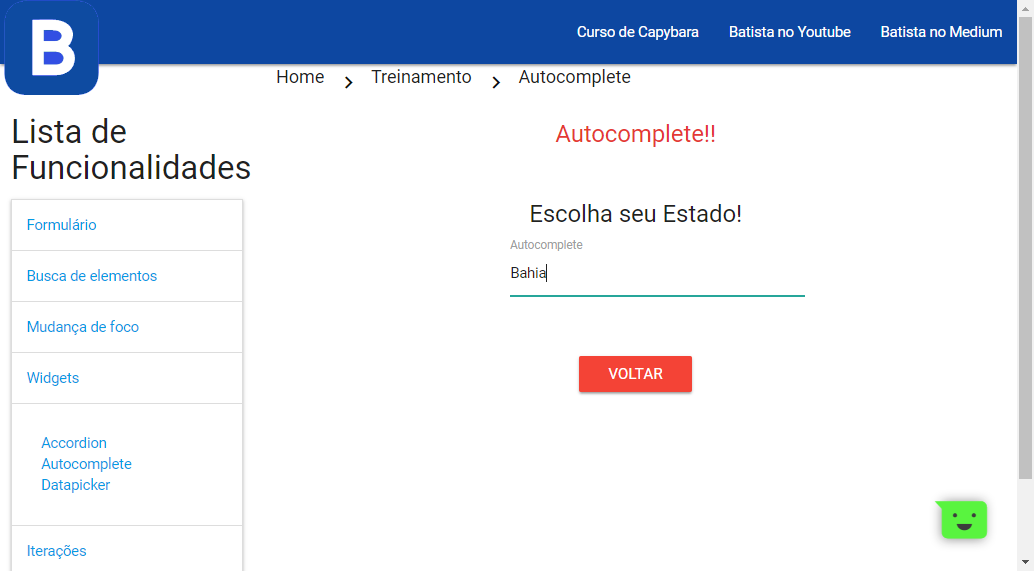 B
Curso de Capybara
Batista no Youtube
Batista no Medium
Home
Treinamento
Autocomplete
Lista de
Funcionalidades
Formulário
Busca de elementos
Mudança de foco
Widgets
Accordion
Autocomplete
Datapicker
Iterações
Autocomplete!!
Escolha seu Estado!
Autocomplete
Bahia
VOLTAR